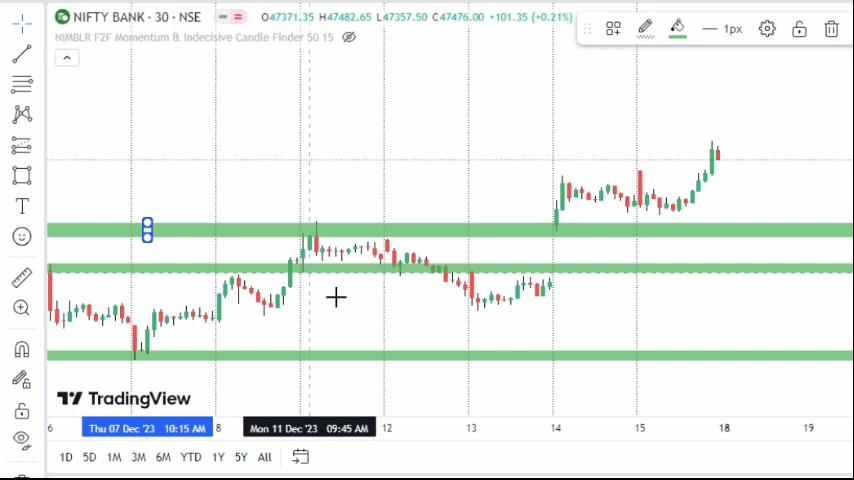 NIFTY BANK · 30 · NSE O47371.35 H47482.65 L47357.50 C47476.00 +101.35 (+0.21%)
1px
NIMBLR F2F Momentum & Indecisive Candle Finder 50 15
TradingView
6 Thu 07 Dec '23 10:15 AM 8 Mon 11 Dec '23 09:45 AM 12 13 14 15 18 19
1D 5D 1M 3M 6M YTD 1Y 5Y All